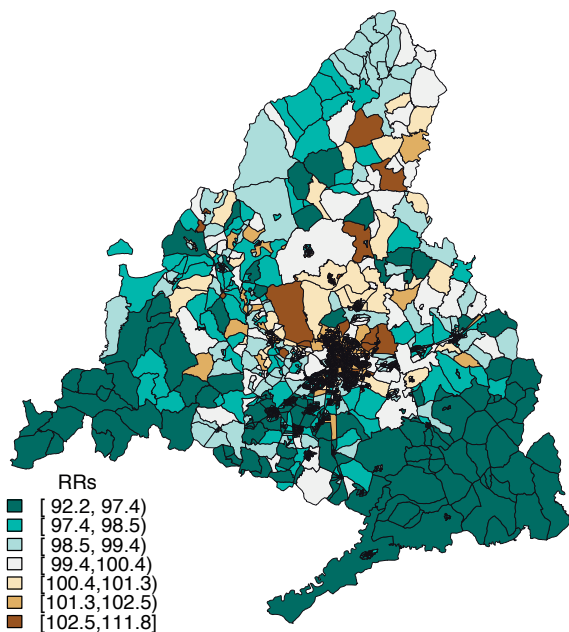 RRs
[ 92.2, 97.4)
[ 97.4, 98.5)
[ 98.5, 99.4)
[ 99.4,100.4)
[100.4,101.3)
[101.3,102.5)
[102.5,111.8]